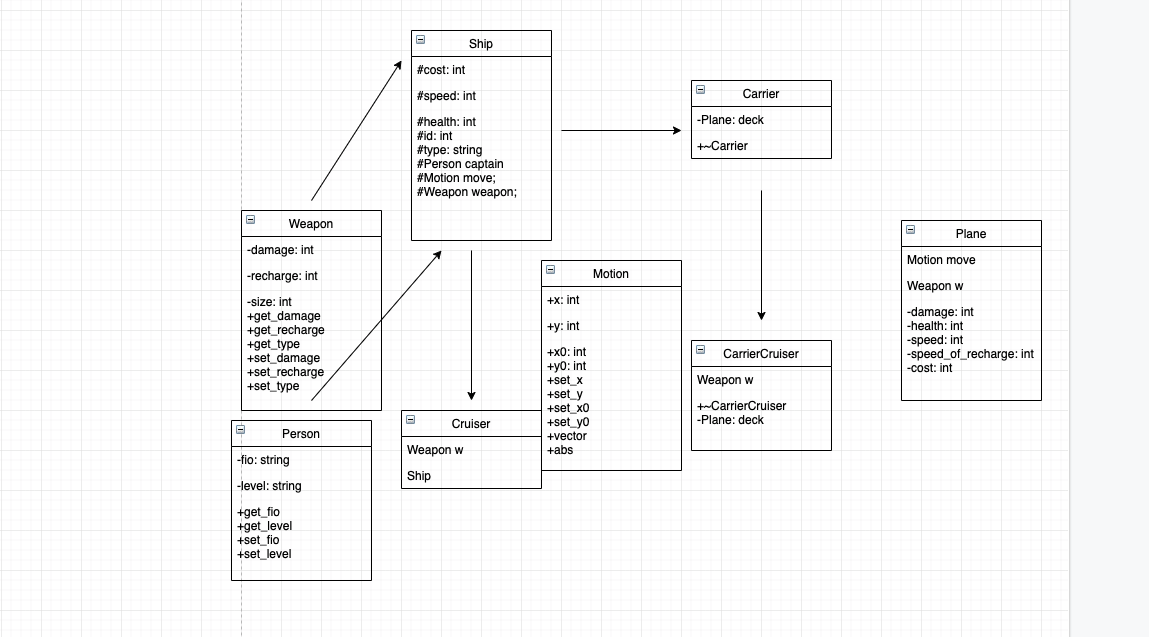 Ship
#cost: int
#speed: int
#health: int
#id: int
#type: string
#Person captain
#Motion move;
#Weapon weapon;
Carrier
-Plane: deck
+~Carrier
Weapon
-damage: int
-recharge: int
-size: int
+get_damage
+get_recharge
+get_type
+set_damage
+set_recharge
+set_type
Plane
Motion move
Weapon w
-damage: int
-health: int
-speed: int
-speed_of_recharge: int
-cost: int
Motion
+x: int
+y: int
+x0: int
+y0: int
+set_x
+set_y
+set_x0
+set_y0
+vector
+abs
CarrierCruiser
Weapon w
+~CarrierCruiser
-Plane: deck
Cruiser
Weapon w
Ship
Person
-fio: string
-level: string
+get_fio
+get_level
+set_fio
+set_level